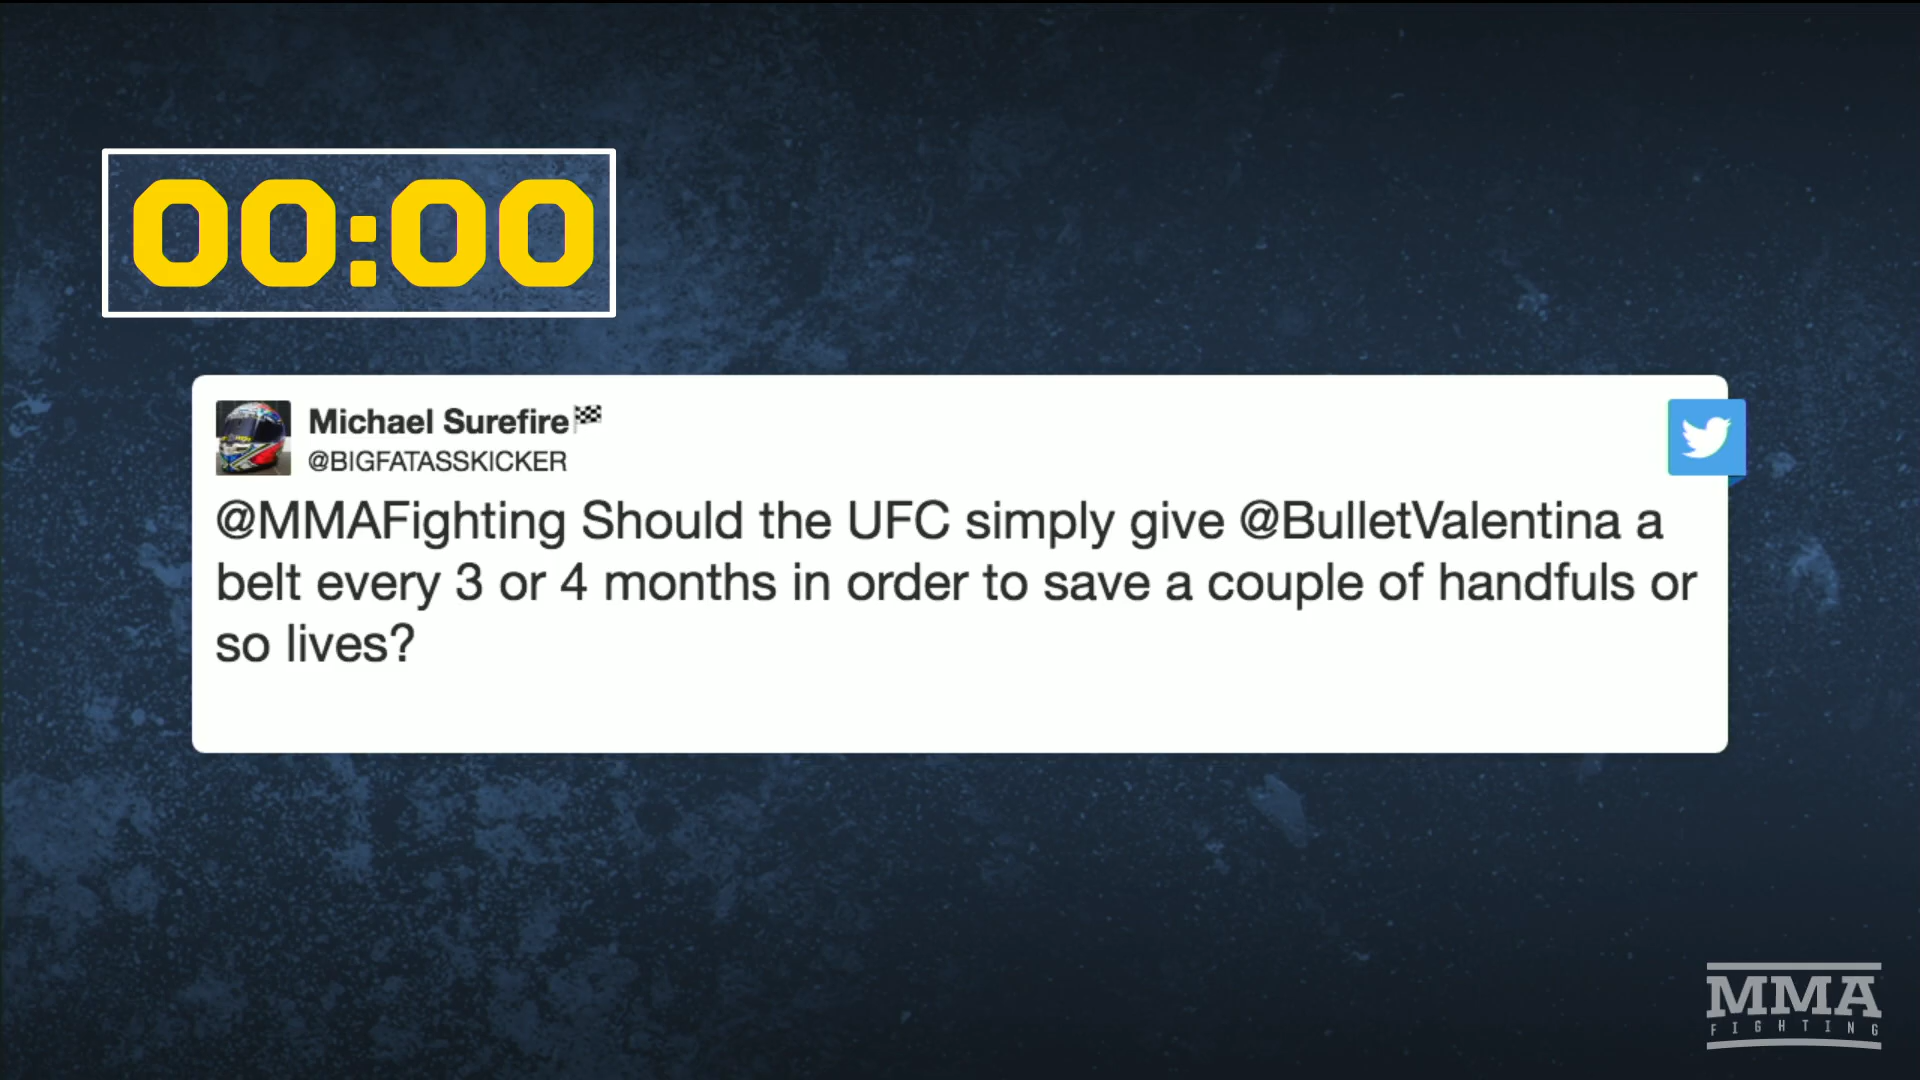 00:00
Michael Surefire🏁
@BIGFATASSKICKER
@MMAFighting Should the UFC simply give @BulletValentina a
belt every 3 or 4 months in order to save a couple of handfuls or
so lives?
MMA
FIGHTING